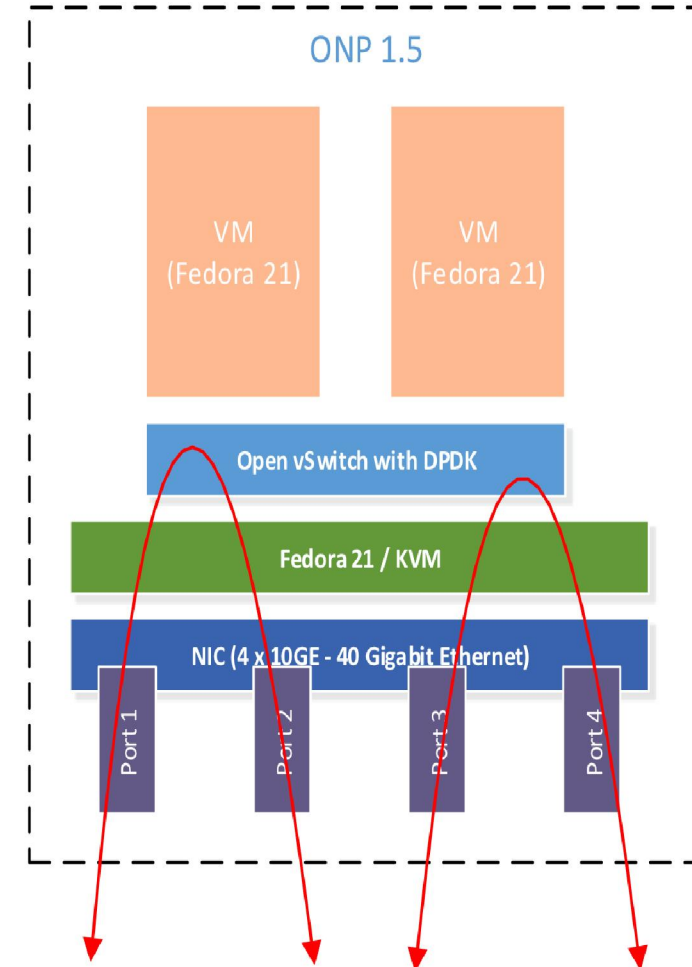 ONP 1.5
VM
(Fedora 21)
VM
(Fedora 21)
Open vSwitch with DPDK
Fedora 21 / KVM
NIC (4 x 10GE - 40 Gigabit Ethernet)
Port 1
Port 2
Port 3
Port 4